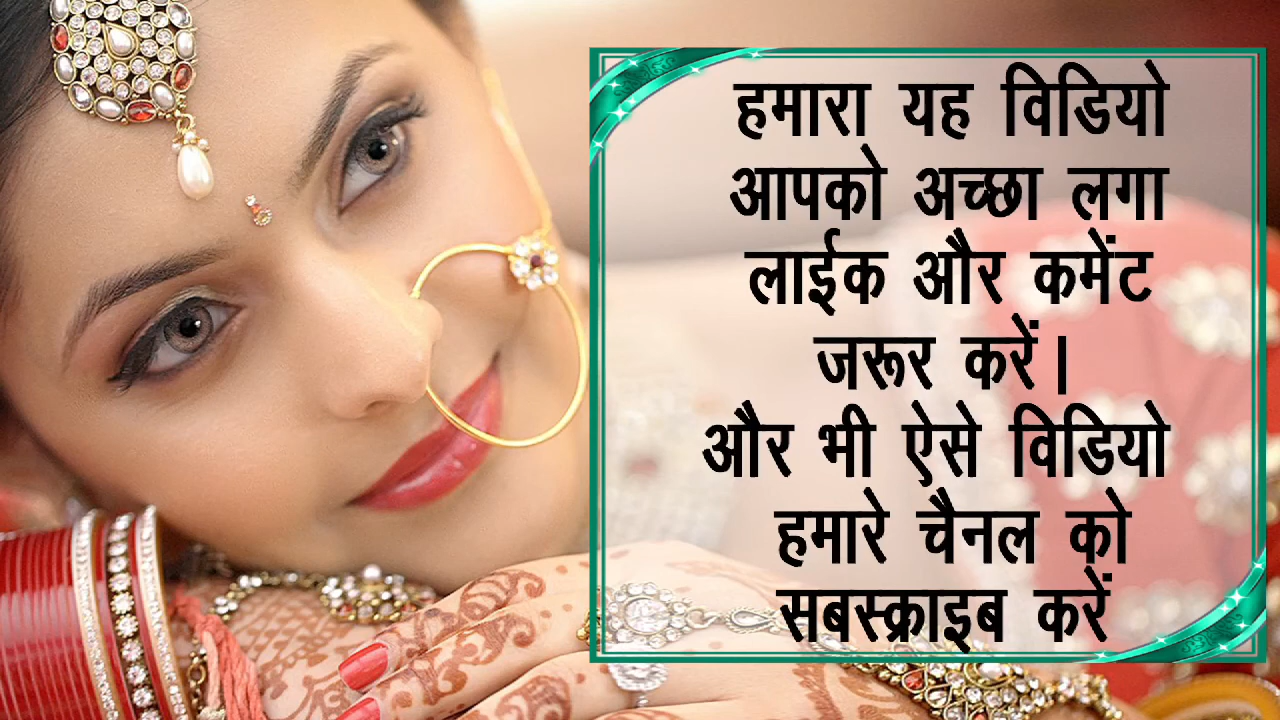 हमारा यह विडियो
आपको अच्छा लगा
लाईक और कमेंट
जरूर करें।
और भी ऐसे विडियो
हमारे चैनल को
सबस्क्राइब करें